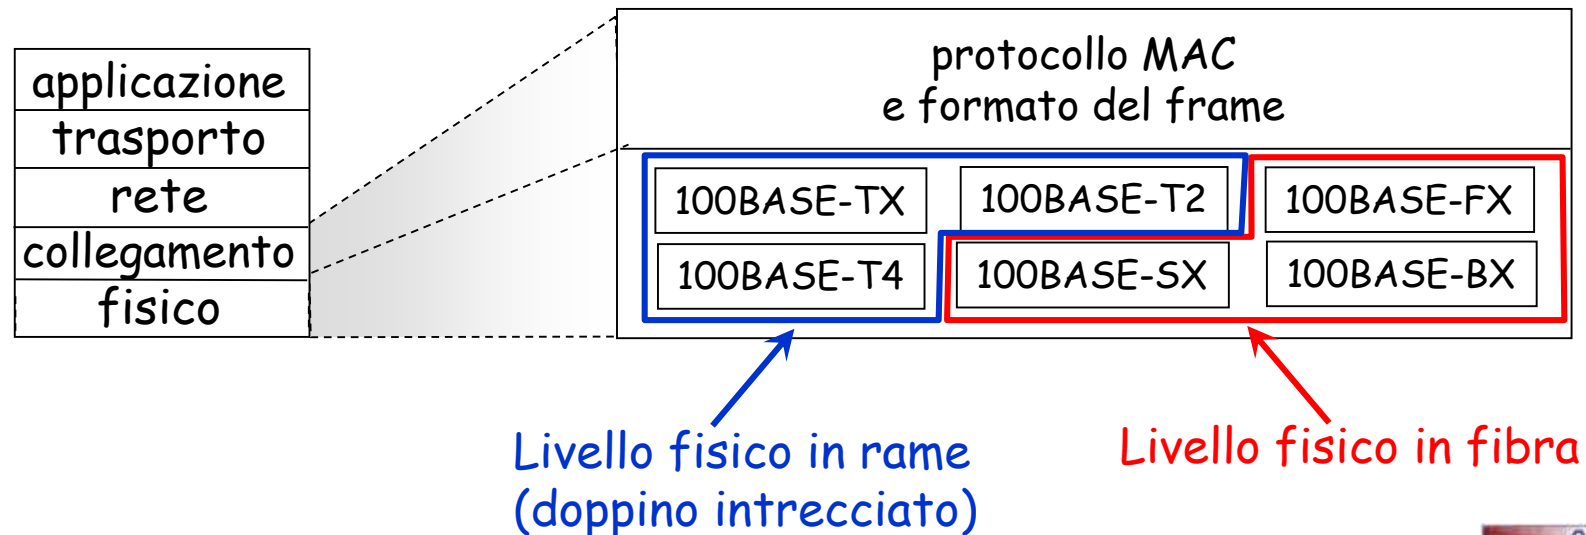 applicazione
trasporto
rete
collegamento
fisico
protocollo MAC
e formato del frame
100BASE-TX
100BASE-T2
100BASE-FX
100BASE-T4
100BASE-SX
100BASE-BX
Livello fisico in rame
(doppino intrecciato)
Livello fisico in fibra